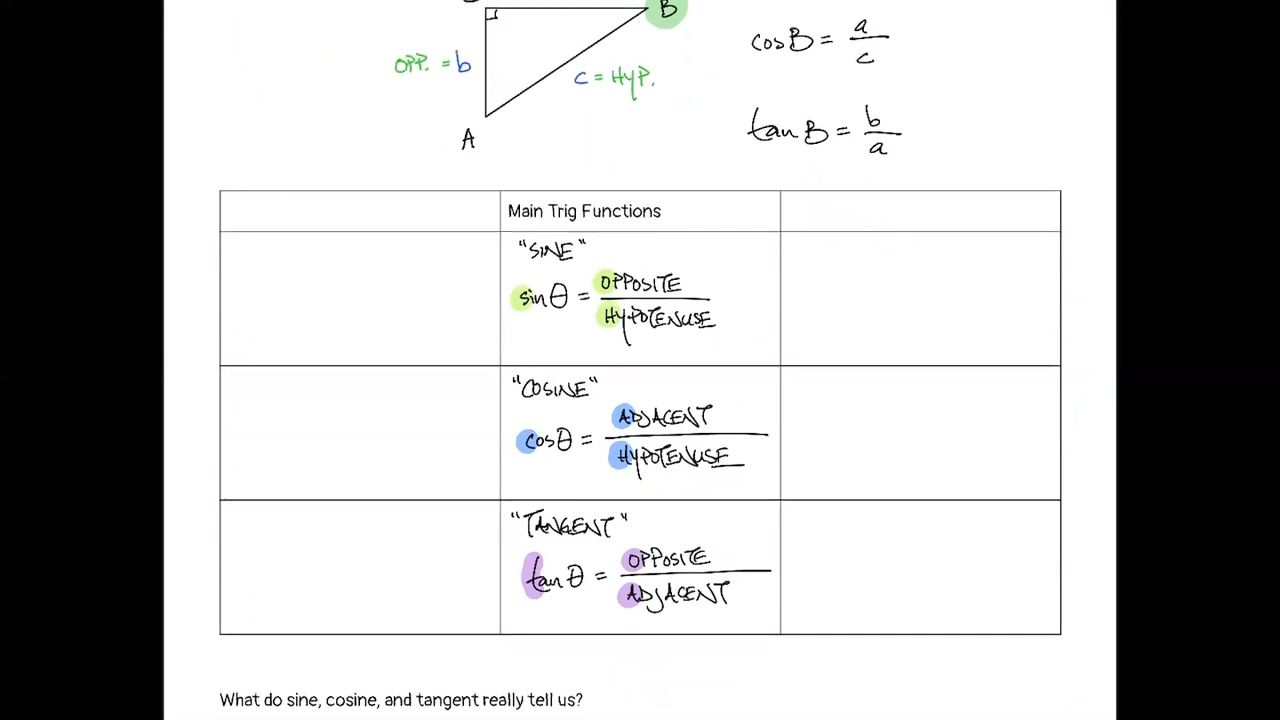 B
cos B = a/c
OPP. = b
c = HYP.
tan B = b/a
A
Main Trig Functions
"SINE"
sin θ = OPPOSITE/HYPOTENUSE
"COSINE"
cos θ = ADJACENT/HYPOTENUSE
"TANGENT"
tan θ = OPPOSITE/ADJACENT
What do sine, cosine, and tangent really tell us?